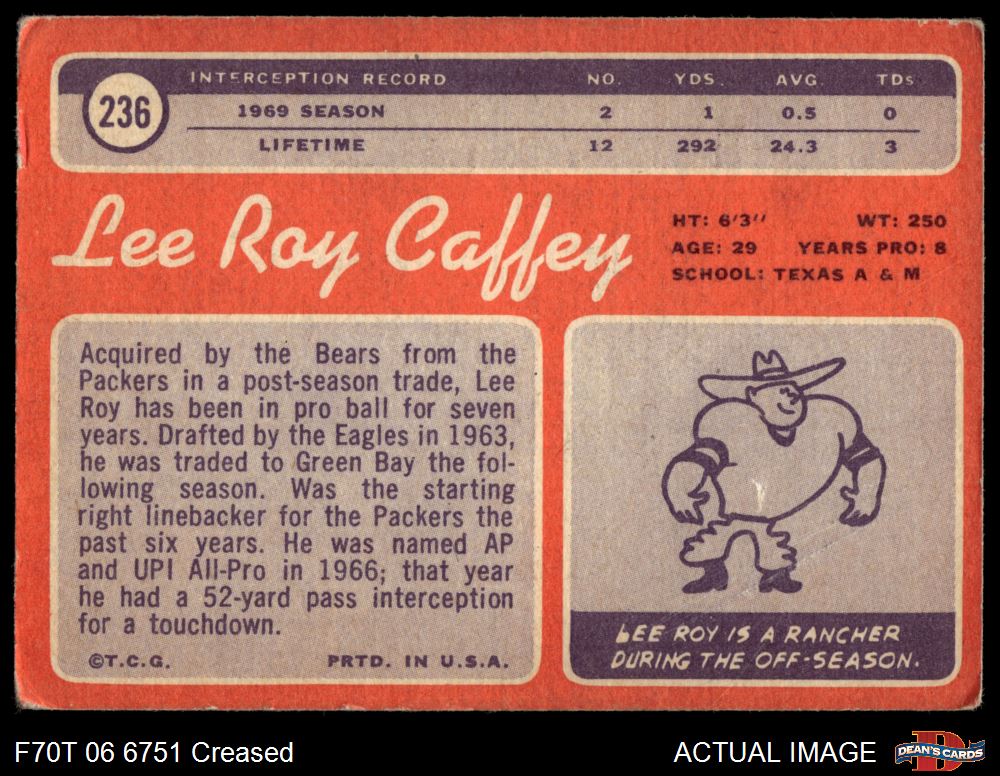 INTERCEPTION RECORD NO. YDS. AVG. TDs
236
1969 SEASON 2 1 0.5 0
LIFETIME 12 292 24.3 3
Lee Roy Caffey
HT: 6'3" WT: 250
AGE: 29 YEARS PRO: 8
SCHOOL: TEXAS A & M
Acquired by the Bears from the
Packers in a post-season trade, Lee
Roy has been in pro ball for seven
years. Drafted by the Eagles in 1963,
he was traded to Green Bay the fol-
lowing season. Was the starting
right linebacker for the Packers the
past six years. He was named AP
and UPI All-Pro in 1966; that year
he had a 52-yard pass interception
for a touchdown.
©T.C.G. PRTD. IN U.S.A.
LEE ROY IS A RANCHER
DURING THE OFF-SEASON.
F70T 06 6751 Creased
ACTUAL IMAGE
D
DEAN'S CARDS